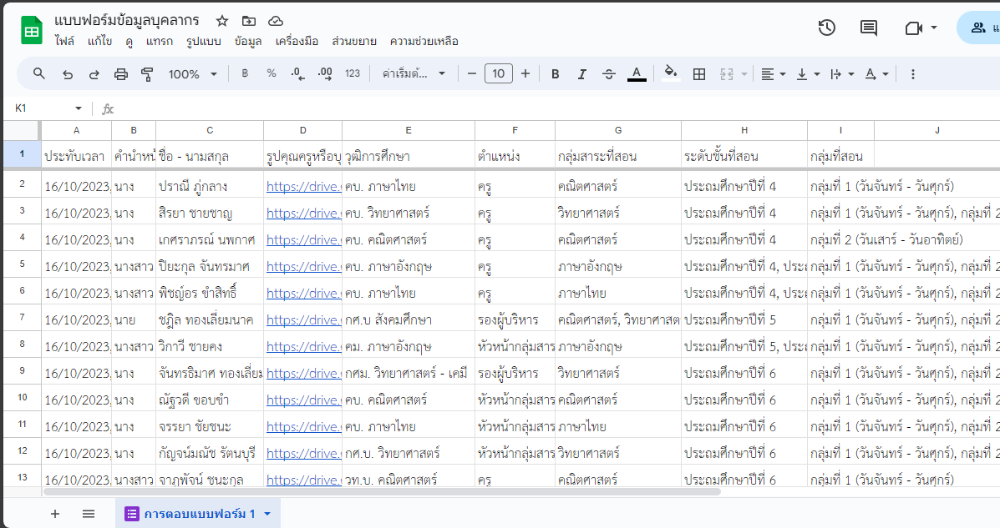 แบบฟอร์มข้อมูลบุคลากร
ไฟล์ แก้ไข ดู แทรก รูปแบบ ข้อมูล เครื่องมือ ส่วนขยาย ความช่วยเหลือ
100% ฿ % .0 .00 123 ค่าเริ่มต้... 10 B I A
K1 fx
A B C D E F G H I J
1 ประทับเวลา คำนำหน้ ชื่อ - นามสกุล รูปคุณครูหรือบุ วุฒิการศึกษา ตำแหน่ง กลุ่มสาระที่สอน ระดับชั้นที่สอน กลุ่มที่สอน
2 16/10/2023, นาง ปราณี ภู่กลาง https://drive. คบ. ภาษาไทย ครู คณิตศาสตร์ ประถมศึกษาปีที่ 4 กลุ่มที่ 1 (วันจันทร์ - วันศุกร์)
3 16/10/2023, นาง สิรยา ชายชาญ https://drive. คบ. วิทยาศาสตร์ ครู วิทยาศาสตร์ ประถมศึกษาปีที่ 4 กลุ่มที่ 1 (วันจันทร์ - วันศุกร์), กลุ่มที่ 2
4 16/10/2023, นาง เกศราภรณ์ นพกาศ https://drive. คบ. คณิตศาสตร์ ครู คณิตศาสตร์ ประถมศึกษาปีที่ 4 กลุ่มที่ 2 (วันเสาร์ - วันอาทิตย์)
5 16/10/2023, นางสาว ปิยะกุล จันทรมาศ https://drive. คบ. ภาษาอังกฤษ ครู ภาษาอังกฤษ ประถมศึกษาปีที่ 4, ประถ กลุ่มที่ 1 (วันจันทร์ - วันศุกร์), กลุ่มที่ 2
6 16/10/2023, นางสาว พิชญ์อร ขำสิทธิ์ https://drive. คบ. ภาษาไทย ครู ภาษาไทย ประถมศึกษาปีที่ 4, ประถ กลุ่มที่ 1 (วันจันทร์ - วันศุกร์), กลุ่มที่ 2
7 16/10/2023, นาย ชฎิล ทองเลี่ยมนาค https://drive. กศ.บ สังคมศึกษา รองผู้บริหาร คณิตศาสตร์, วิทยาศาสต ประถมศึกษาปีที่ 5 กลุ่มที่ 1 (วันจันทร์ - วันศุกร์), กลุ่มที่ 2
8 16/10/2023, นางสาว วิภาวี ชายคง https://drive. คม. ภาษาอังกฤษ หัวหน้ากลุ่มสาร ภาษาอังกฤษ ประถมศึกษาปีที่ 5, ประถ กลุ่มที่ 1 (วันจันทร์ - วันศุกร์), กลุ่มที่ 2
9 16/10/2023, นาง จันทรธิมาศ ทองเลี่ยม https://drive. กศม. วิทยาศาสตร์ - เคมี รองผู้บริหาร วิทยาศาสตร์ ประถมศึกษาปีที่ 6 กลุ่มที่ 1 (วันจันทร์ - วันศุกร์), กลุ่มที่ 2
10 16/10/2023, นาง ณัฐวดี ขอบขำ https://drive. คบ. คณิตศาสตร์ หัวหน้ากลุ่มสาร คณิตศาสตร์ ประถมศึกษาปีที่ 6 กลุ่มที่ 1 (วันจันทร์ - วันศุกร์), กลุ่มที่ 2
11 16/10/2023, นาง จรรยา ชัยชนะ https://drive. คบ. ภาษาไทย หัวหน้ากลุ่มสาร ภาษาไทย ประถมศึกษาปีที่ 6 กลุ่มที่ 1 (วันจันทร์ - วันศุกร์), กลุ่มที่ 2
12 16/10/2023, นาง กัญจน์มณัช รัตนบุรี https://drive. กศ.บ. วิทยาศาสตร์ หัวหน้ากลุ่มสาร วิทยาศาสตร์ ประถมศึกษาปีที่ 6 กลุ่มที่ 1 (วันจันทร์ - วันศุกร์), กลุ่มที่ 2
13 16/10/2023, นางสาว จาฏพัจน์ ชนะกุล https://drive. วท.บ. คณิตศาสตร์ ครู คณิตศาสตร์ ประถมศึกษาปีที่ 6 กลุ่มที่ 1 (วันจันทร์ - วันศุกร์)
การตอบแบบฟอร์ม 1